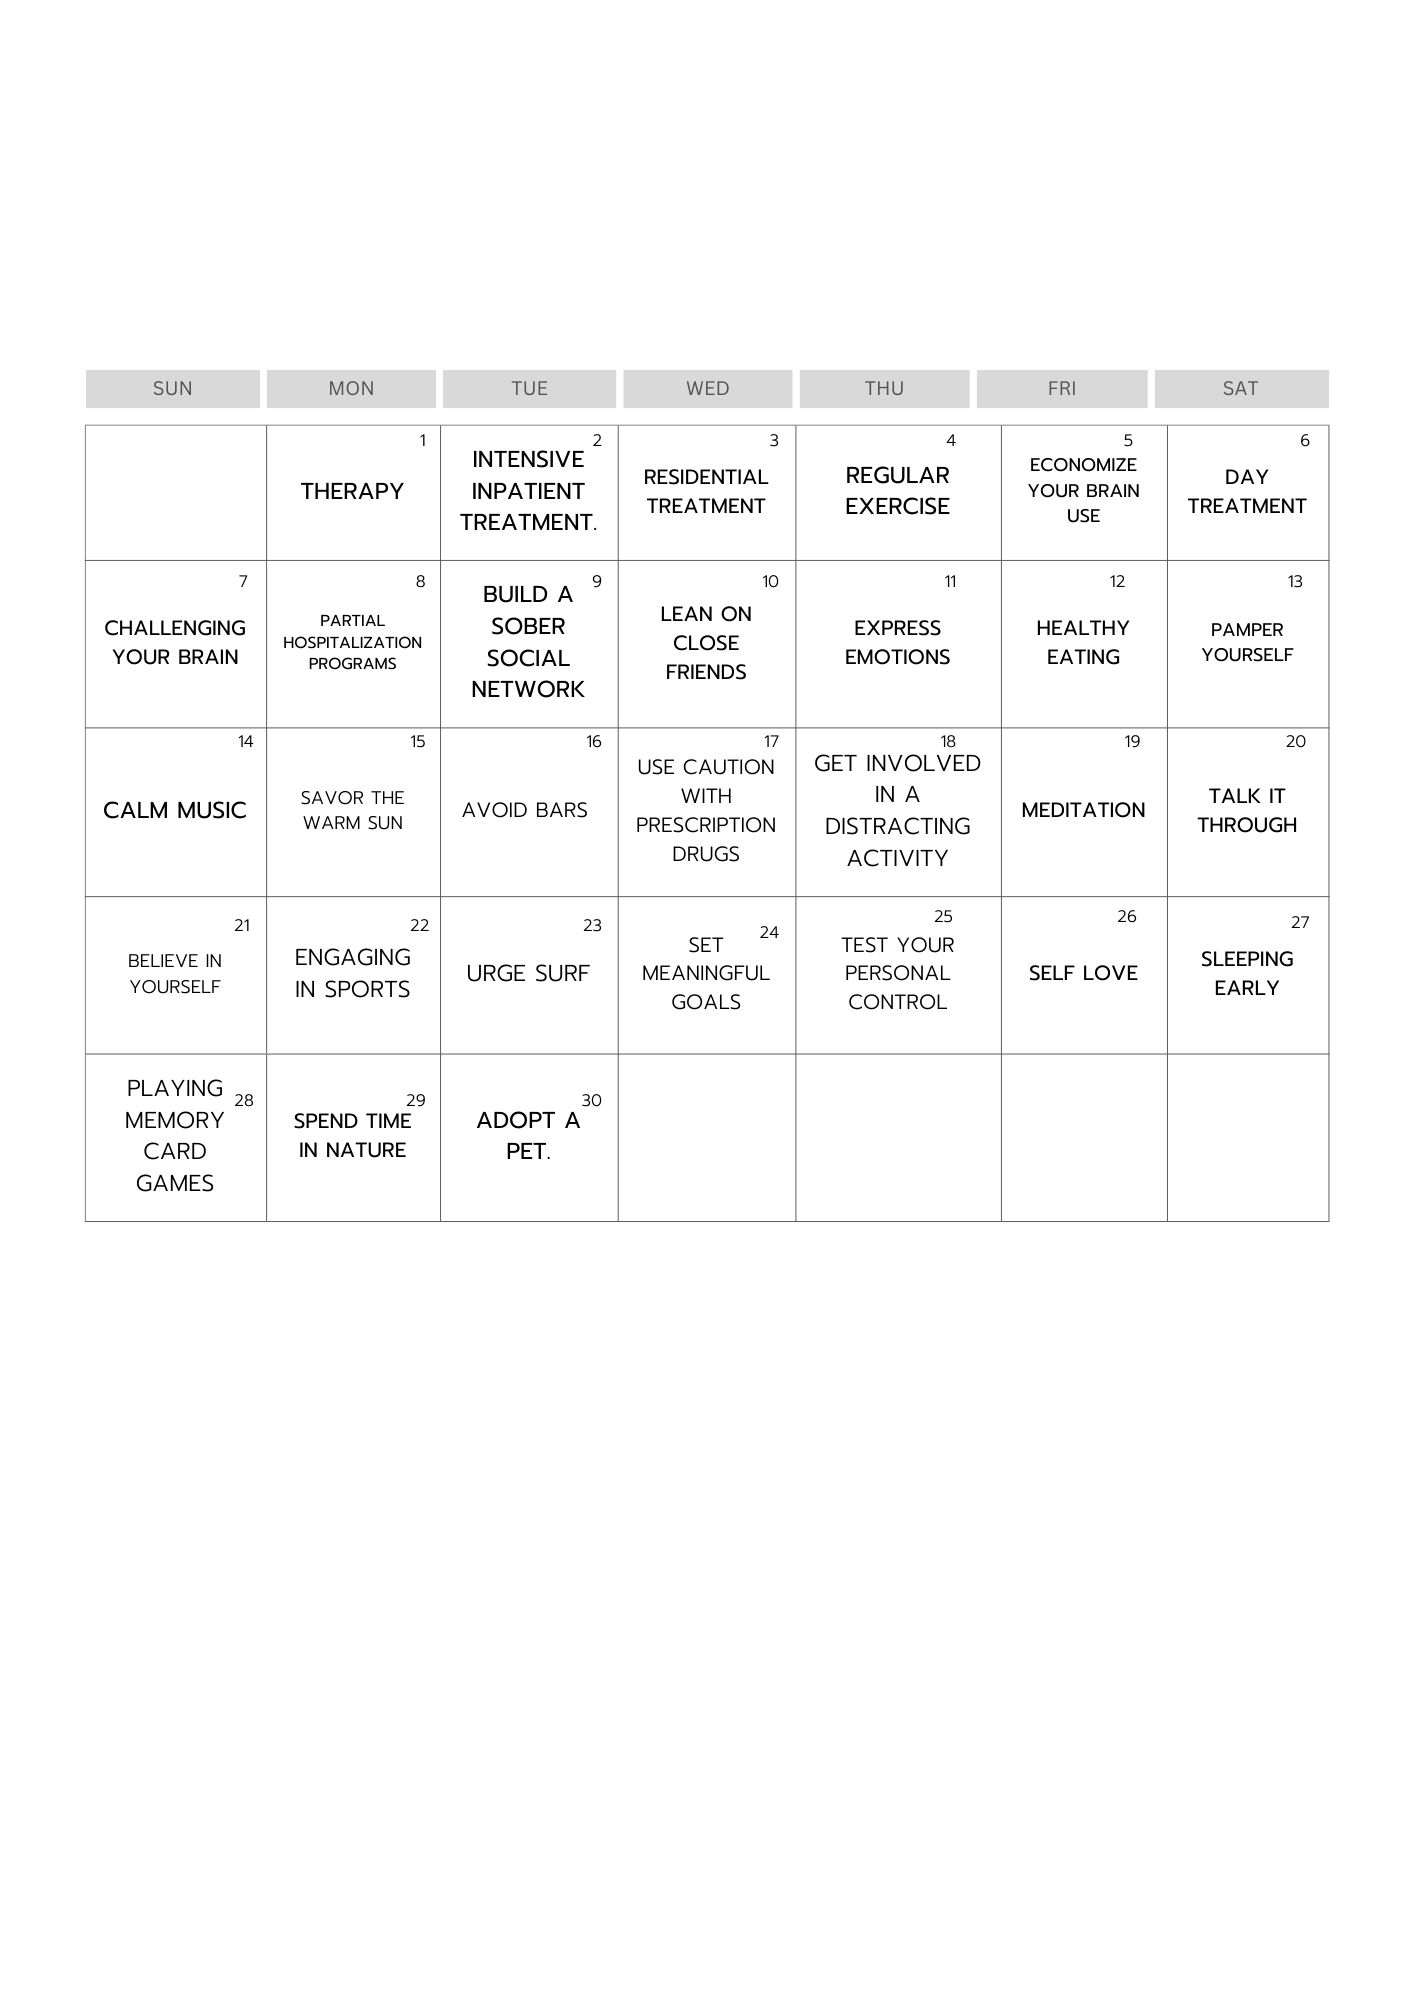 SUN MON TUE WED THU FRI SAT
1
THERAPY
2
INTENSIVE
INPATIENT
TREATMENT.
3
RESIDENTIAL
TREATMENT
4
REGULAR
EXERCISE
5
ECONOMIZE
YOUR BRAIN
USE
6
DAY
TREATMENT
7
CHALLENGING
YOUR BRAIN
8
PARTIAL
HOSPITALIZATION
PROGRAMS
9
BUILD A
SOBER
SOCIAL
NETWORK
10
LEAN ON
CLOSE
FRIENDS
11
EXPRESS
EMOTIONS
12
HEALTHY
EATING
13
PAMPER
YOURSELF
14
CALM MUSIC
15
SAVOR THE
WARM SUN
16
AVOID BARS
17
USE CAUTION
WITH
PRESCRIPTION
DRUGS
18
GET INVOLVED
IN A
DISTRACTING
ACTIVITY
19
MEDITATION
20
TALK IT
THROUGH
21
BELIEVE IN
YOURSELF
22
ENGAGING
IN SPORTS
23
URGE SURF
24
SET
MEANINGFUL
GOALS
25
TEST YOUR
PERSONAL
CONTROL
26
SELF LOVE
27
SLEEPING
EARLY
28
PLAYING
MEMORY
CARD
GAMES
29
SPEND TIME
IN NATURE
30
ADOPT A
PET.